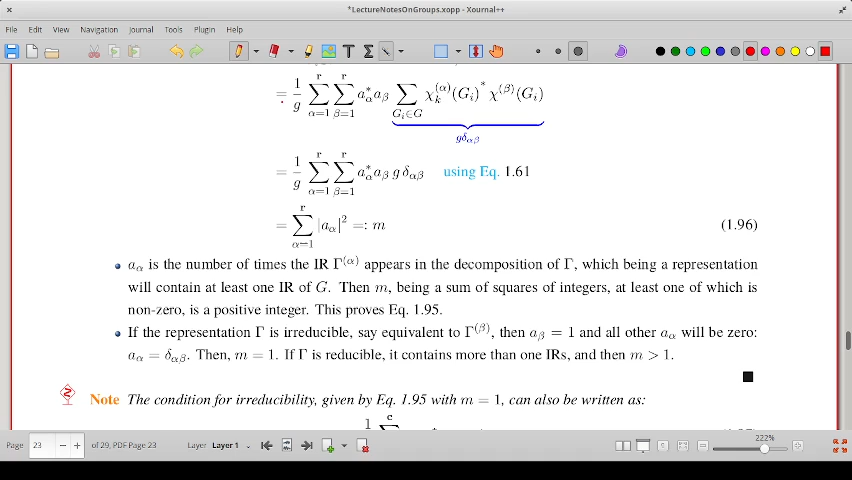 *LectureNotesOnGroups.xopp - Xournal++
File Edit View Navigation Journal Tools Plugin Help
= 1/g ∑_{α=1}^{r} ∑_{β=1}^{r} a*_α a_β ∑_{G_i∈G} χ_k^{(α)}(G_i)^* χ^{(β)}(G_i)
gδ_{αβ}
= 1/g ∑_{α=1}^{r} ∑_{β=1}^{r} a*_α a_β g δ_{αβ} using Eq. 1.61
= ∑_{α=1}^{r} |a_α|^2 =: m (1.96)
• a_α is the number of times the IR Γ^{(α)} appears in the decomposition of Γ, which being a representation
will contain at least one IR of G. Then m, being a sum of squares of integers, at least one of which is
non-zero, is a positive integer. This proves Eq. 1.95.
• If the representation Γ is irreducible, say equivalent to Γ^{(β)}, then a_β = 1 and all other a_α will be zero:
a_α = δ_{αβ}. Then, m = 1. If Γ is reducible, it contains more than one IRs, and then m > 1.
Note The condition for irreducibility, given by Eq. 1.95 with m = 1, can also be written as:
Page 23 of 29, PDF Page 23 Layer Layer 1 222%